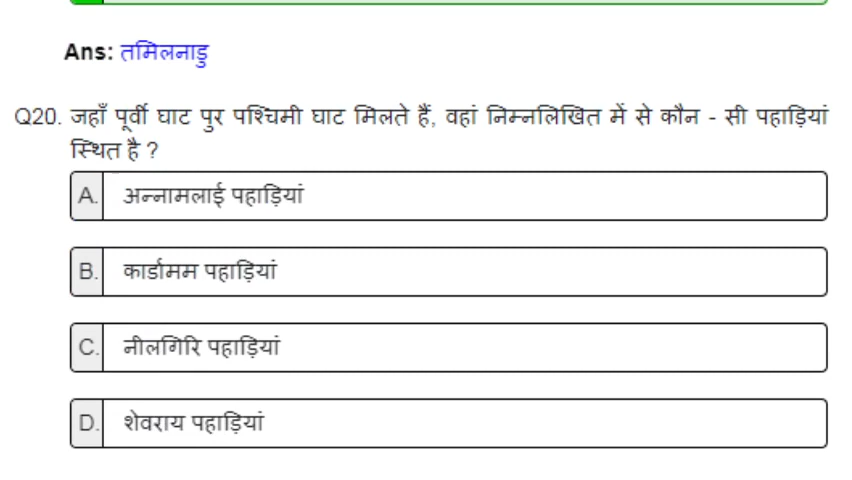 Ans: तमिलनाडु
Q20. जहाँ पूर्वी घाट पुर पश्चिमी घाट मिलते हैं, वहां निम्नलिखित में से कौन - सी पहाड़ियां
स्थित है ?
A. अन्नामलाई पहाड़ियां
B. कार्डामम पहाड़ियां
C. नीलगिरि पहाड़ियां
D. शेवराय पहाड़ियां